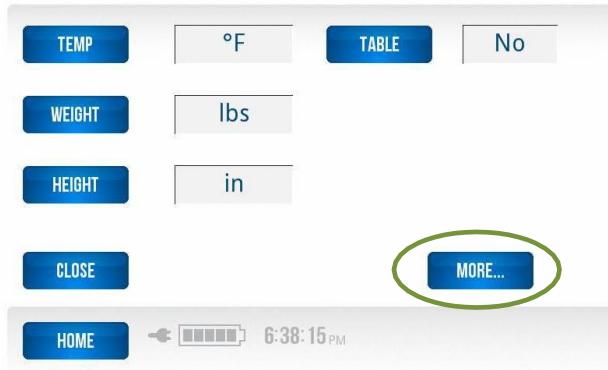 TEMP °F TABLE No
WEIGHT lbs
HEIGHT in
CLOSE MORE...
HOME 6:38:15 PM